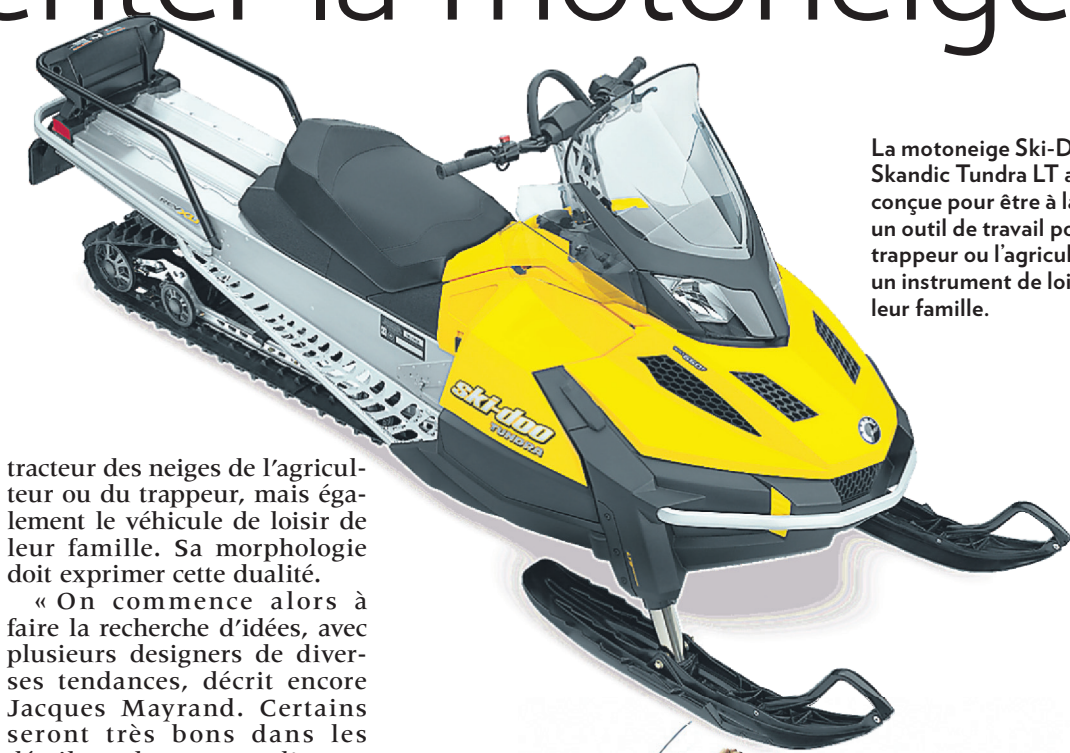 enter la motoneige
La motoneige Ski-D
Skandic Tundra LT a
conçue pour être à la
un outil de travail po
trappeur ou l'agricul
un instrument de loi
leur famille.
ski-doo
TUNDRA
tracteur des neiges de l'agricul-
teur ou du trappeur, mais éga-
lement le véhicule de loisir de
leur famille. Sa morphologie
doit exprimer cette dualité.
« On commence alors à
faire la recherche d'idées, avec
plusieurs designers de diver-
ses tendances, décrit encore
Jacques Mayrand. Certains
seront très bons dans les